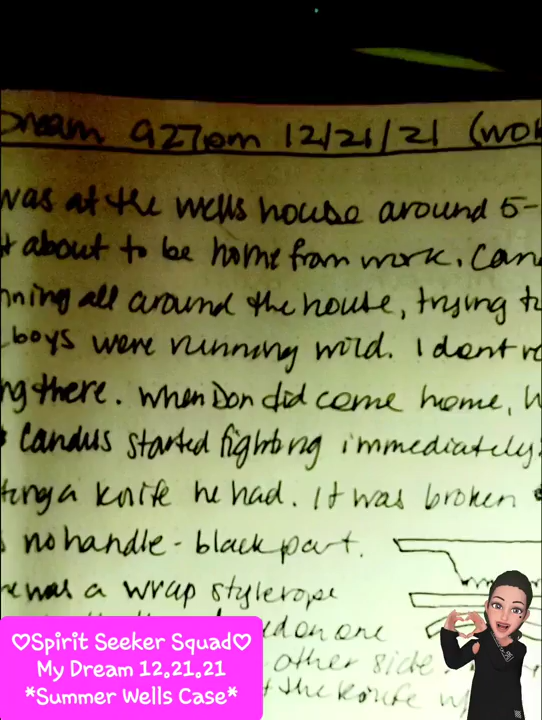 Dream 927pm 12/21/21 (wok
was at the wells house around 5-
t about to be home from work. Can
nning all around the house, trying t
boys were running wild. I dont re
ng there. When Don did come home, h
Candus started fighting immediately
ting a knife he had. It was broken
no handle - black part.
re was a wrap style rope
ed on one
other side
t the knife w
♡Spirit Seeker Squad♡
My Dream 12.21.21
*Summer Wells Case*